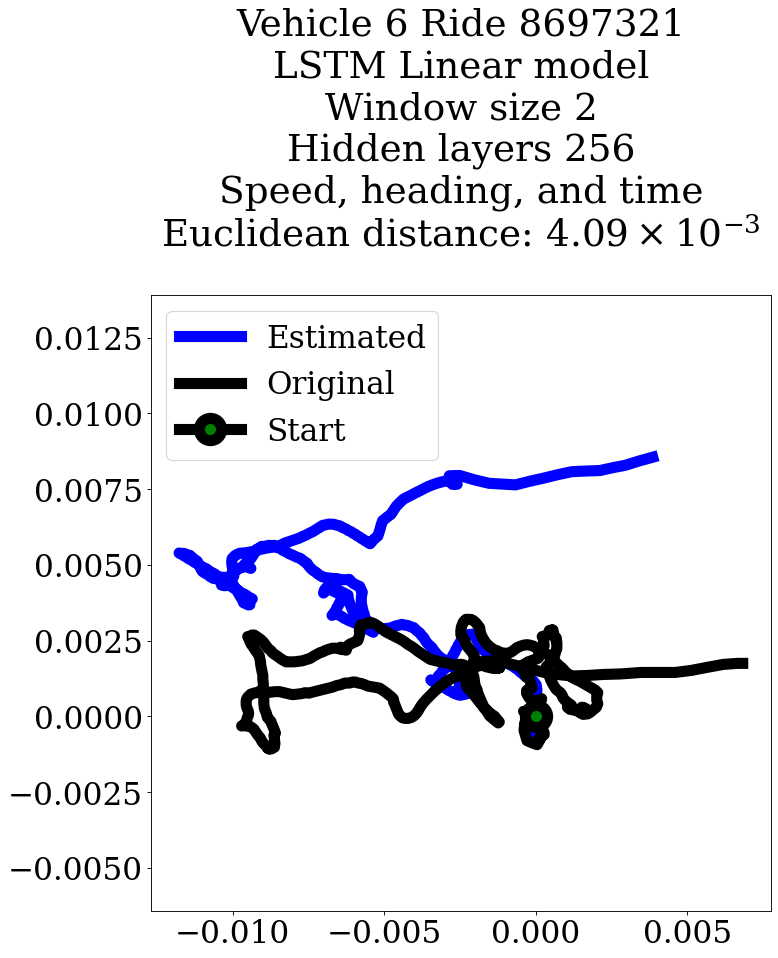 Vehicle 6 Ride 8697321
LSTM Linear model
Window size 2
Hidden layers 256
Speed, heading, and time
Euclidean distance: 4.09 × 10⁻³
Estimated
Original
Start
0.0125
0.0100
0.0075
0.0050
0.0025
0.0000
−0.0025
−0.0050
−0.010 −0.005 0.000 0.005